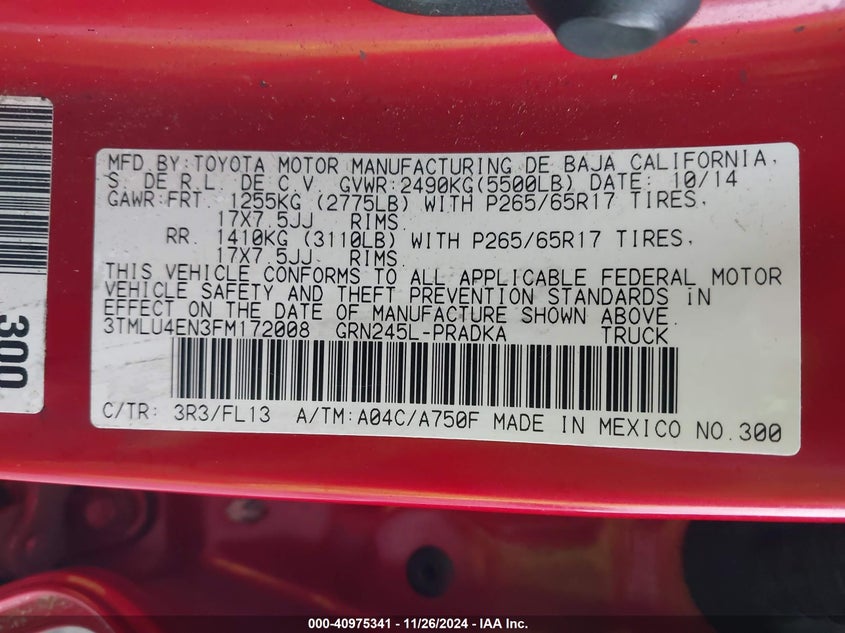 MFD BY:TOYOTA MOTOR MANUFACTURING DE BAJA CALIFORNIA,
S. DE R.L. DE C.V. GVWR:2490KG(5500LB) DATE: 10/14
GAWR:FRT. 1255KG (2775LB) WITH P265/65R17 TIRES,
17X7.5JJ RIMS.
RR. 1410KG (3110LB) WITH P265/65R17 TIRES,
17X7.5JJ RIMS.
THIS VEHICLE CONFORMS TO ALL APPLICABLE FEDERAL MOTOR
VEHICLE SAFETY AND THEFT PREVENTION STANDARDS IN
EFFECT ON THE DATE OF MANUFACTURE SHOWN ABOVE.
3TMLU4EN3FM172008 GRN245L-PRADKA TRUCK
C/TR: 3R3/FL13 A/TM:A04C/A750F MADE IN MEXICO NO.300
300
000-40975341 - 11/26/2024 - IAA Inc.